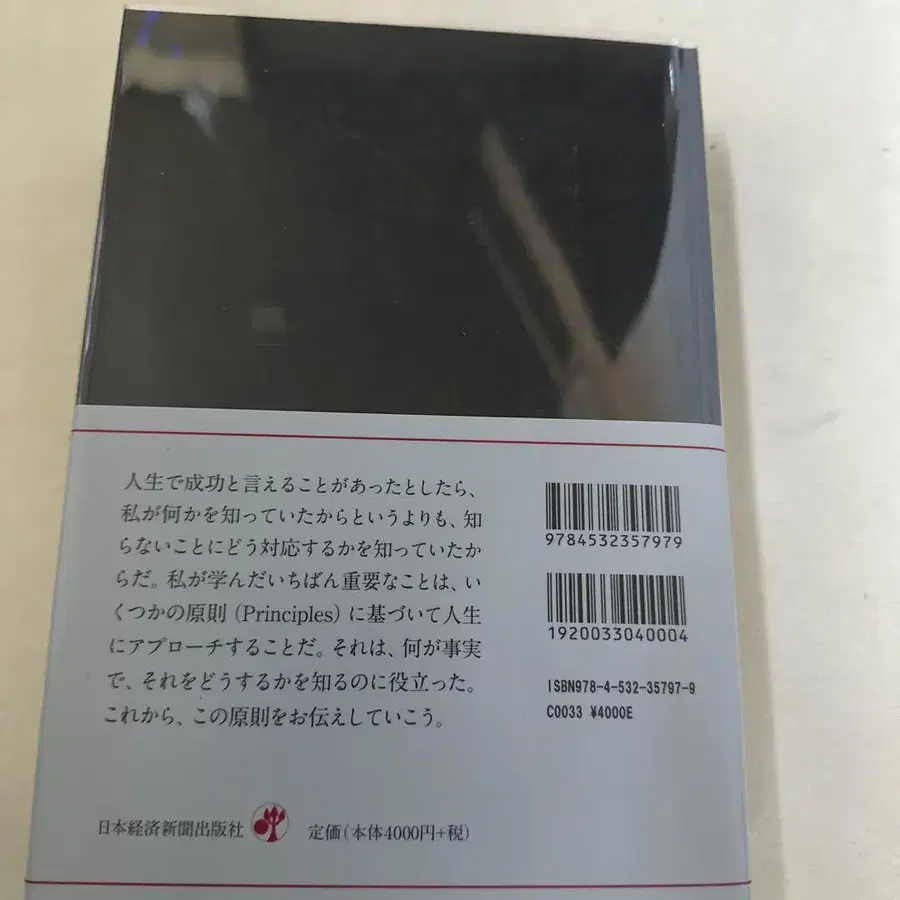 人生で成功と言えることがあったとしたら、
私が何かを知っていたからというよりも、知
らないことにどう対応するかを知っていたか
らだ。私が学んだいちばん重要なことは、い
くつかの原則（Principles）に基づいて人生
にアプローチすることだ。それは、何が事実
で、それをどうするかを知るのに役立った。
これから、この原則をお伝えしていこう。
9784532357979
1920033040004
ISBN978-4-532-35797-9
C0033 ¥4000E
日本経済新聞出版社 定価（本体4000円+税）